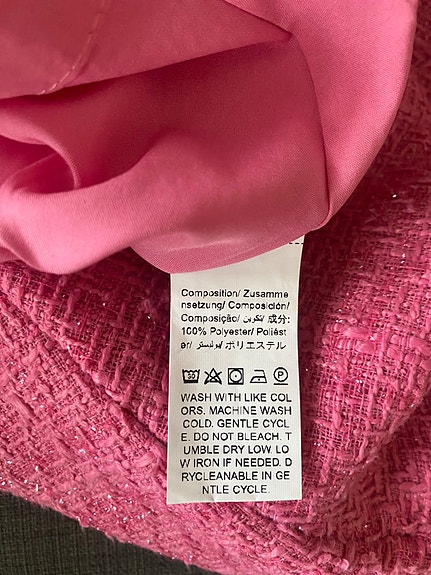 Composition/ Zusamme
nsetzung/ Composición/
Composição/ تكوين/ 成分:
100% Polyester/ Poliést
er/ بوليستر/ ポリエステル
WASH WITH LIKE COL
ORS. MACHINE WASH
COLD. GENTLE CYCL
E. DO NOT BLEACH. T
UMBLE DRY LOW. LO
W IRON IF NEEDED. D
RYCLEANABLE IN GE
NTLE CYCLE.